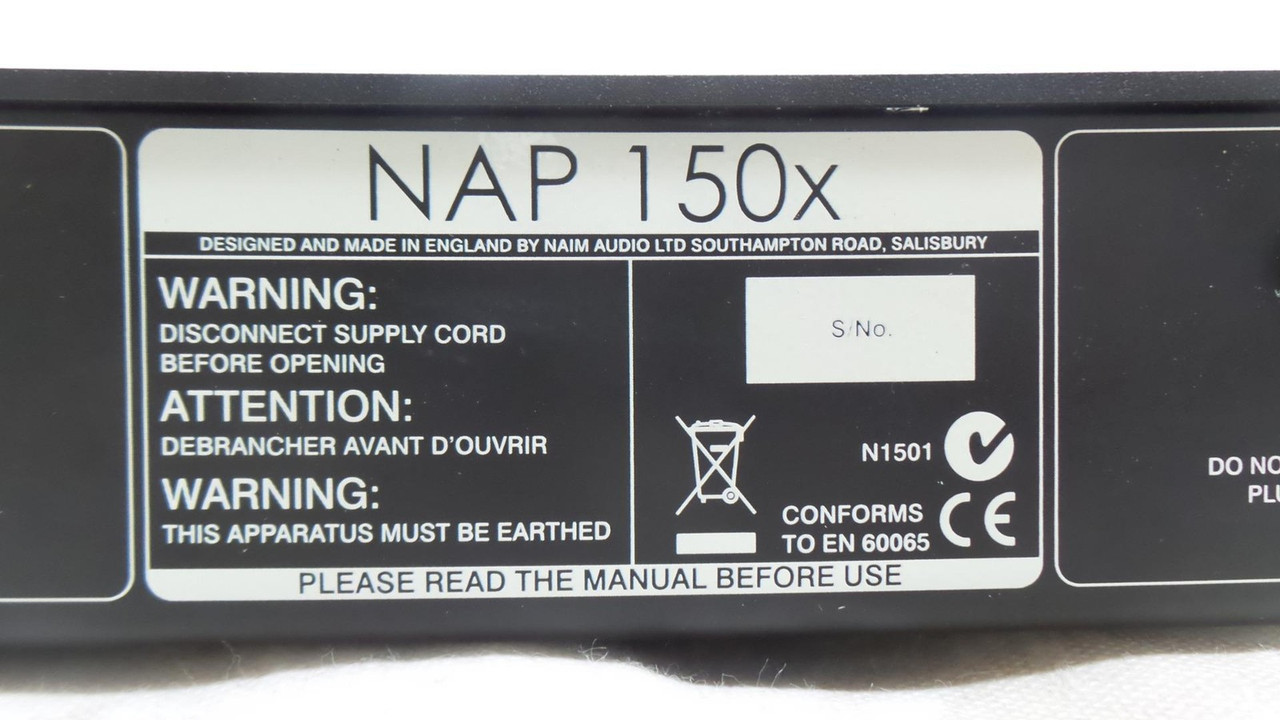 NAP 150x
DESIGNED AND MADE IN ENGLAND BY NAIM AUDIO LTD SOUTHAMPTON ROAD, SALISBURY
WARNING:
DISCONNECT SUPPLY CORD
BEFORE OPENING
ATTENTION:
DEBRANCHER AVANT D'OUVRIR
WARNING:
THIS APPARATUS MUST BE EARTHED
S/No.
N1501
CONFORMS
TO EN 60065
CE
PLEASE READ THE MANUAL BEFORE USE
DO